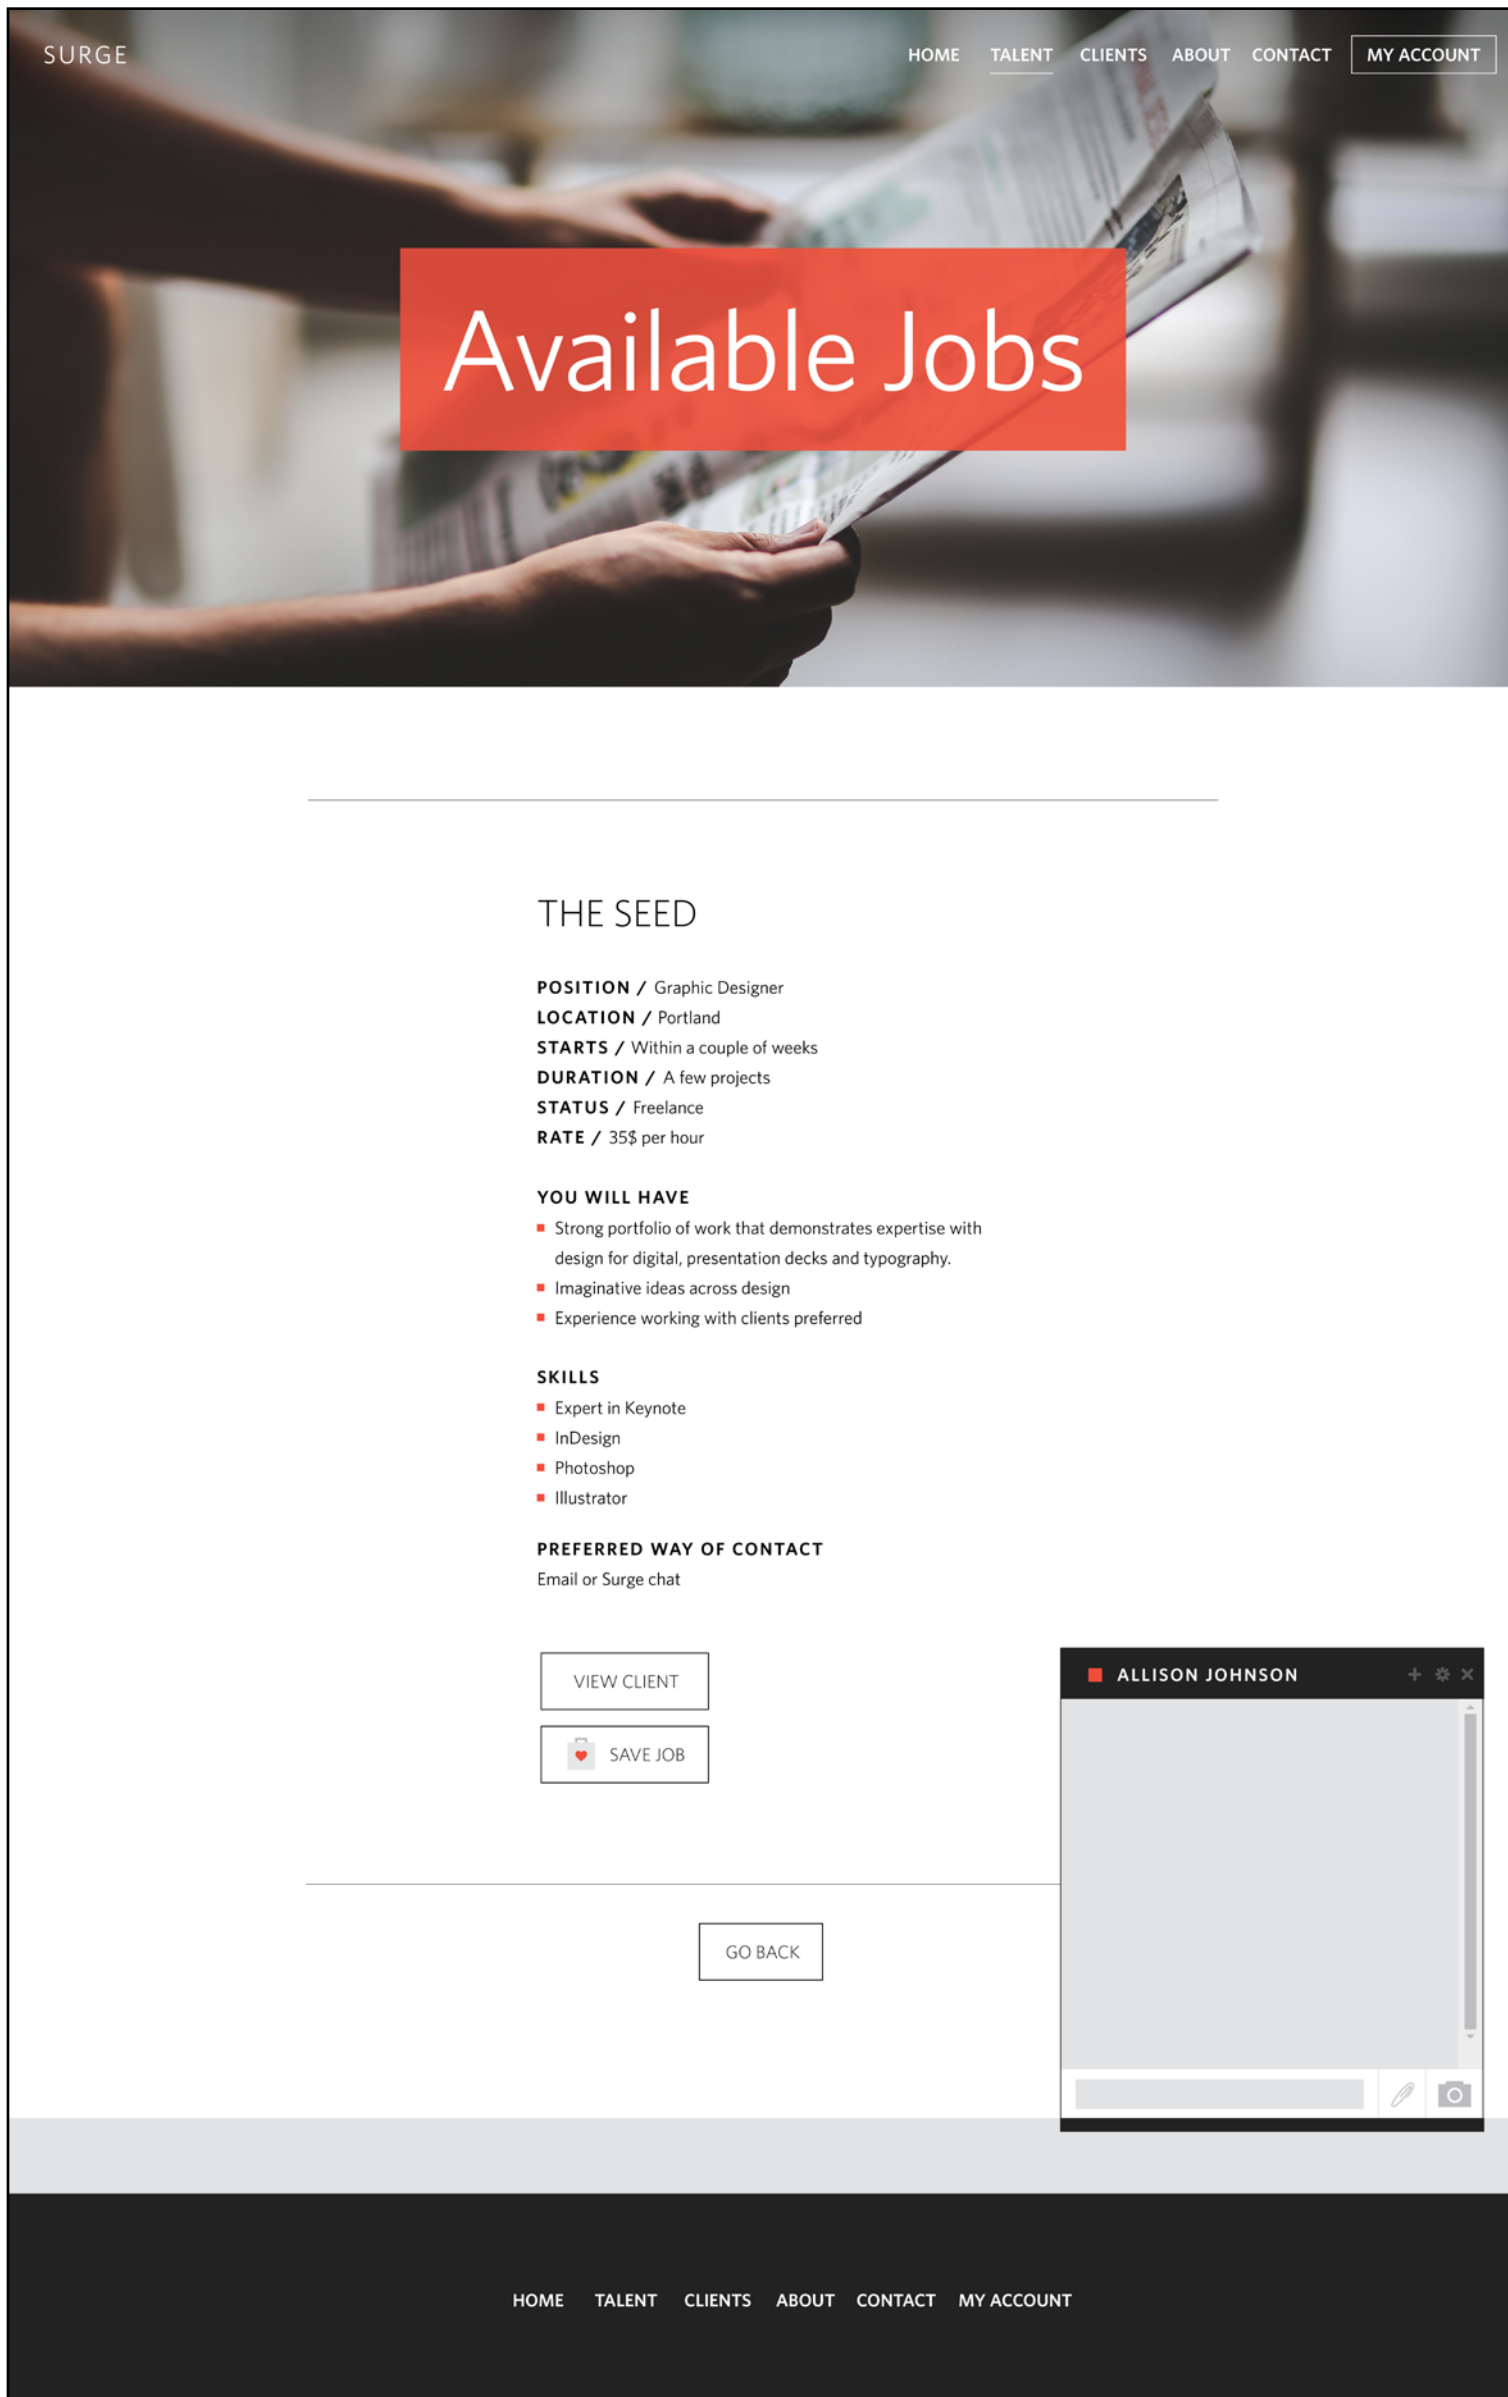 SURGE
HOME TALENT CLIENTS ABOUT CONTACT MY ACCOUNT
Available Jobs
THE SEED
POSITION / Graphic Designer
LOCATION / Portland
STARTS / Within a couple of weeks
DURATION / A few projects
STATUS / Freelance
RATE / 35$ per hour
YOU WILL HAVE
Strong portfolio of work that demonstrates expertise with
design for digital, presentation decks and typography.
Imaginative ideas across design
Experience working with clients preferred
SKILLS
Expert in Keynote
InDesign
Photoshop
Illustrator
PREFERRED WAY OF CONTACT
Email or Surge chat
VIEW CLIENT
SAVE JOB
ALLISON JOHNSON
GO BACK
HOME TALENT CLIENTS ABOUT CONTACT MY ACCOUNT